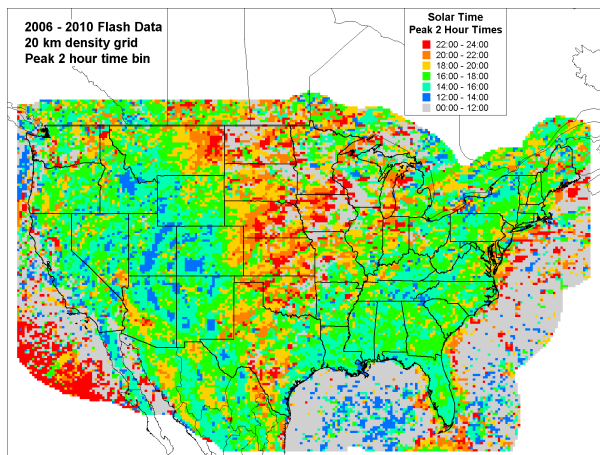 2006 - 2010 Flash Data
20 km density grid
Peak 2 hour time bin
Solar Time
Peak 2 Hour Times
22:00 - 24:00
20:00 - 22:00
18:00 - 20:00
16:00 - 18:00
14:00 - 16:00
12:00 - 14:00
00:00 - 12:00